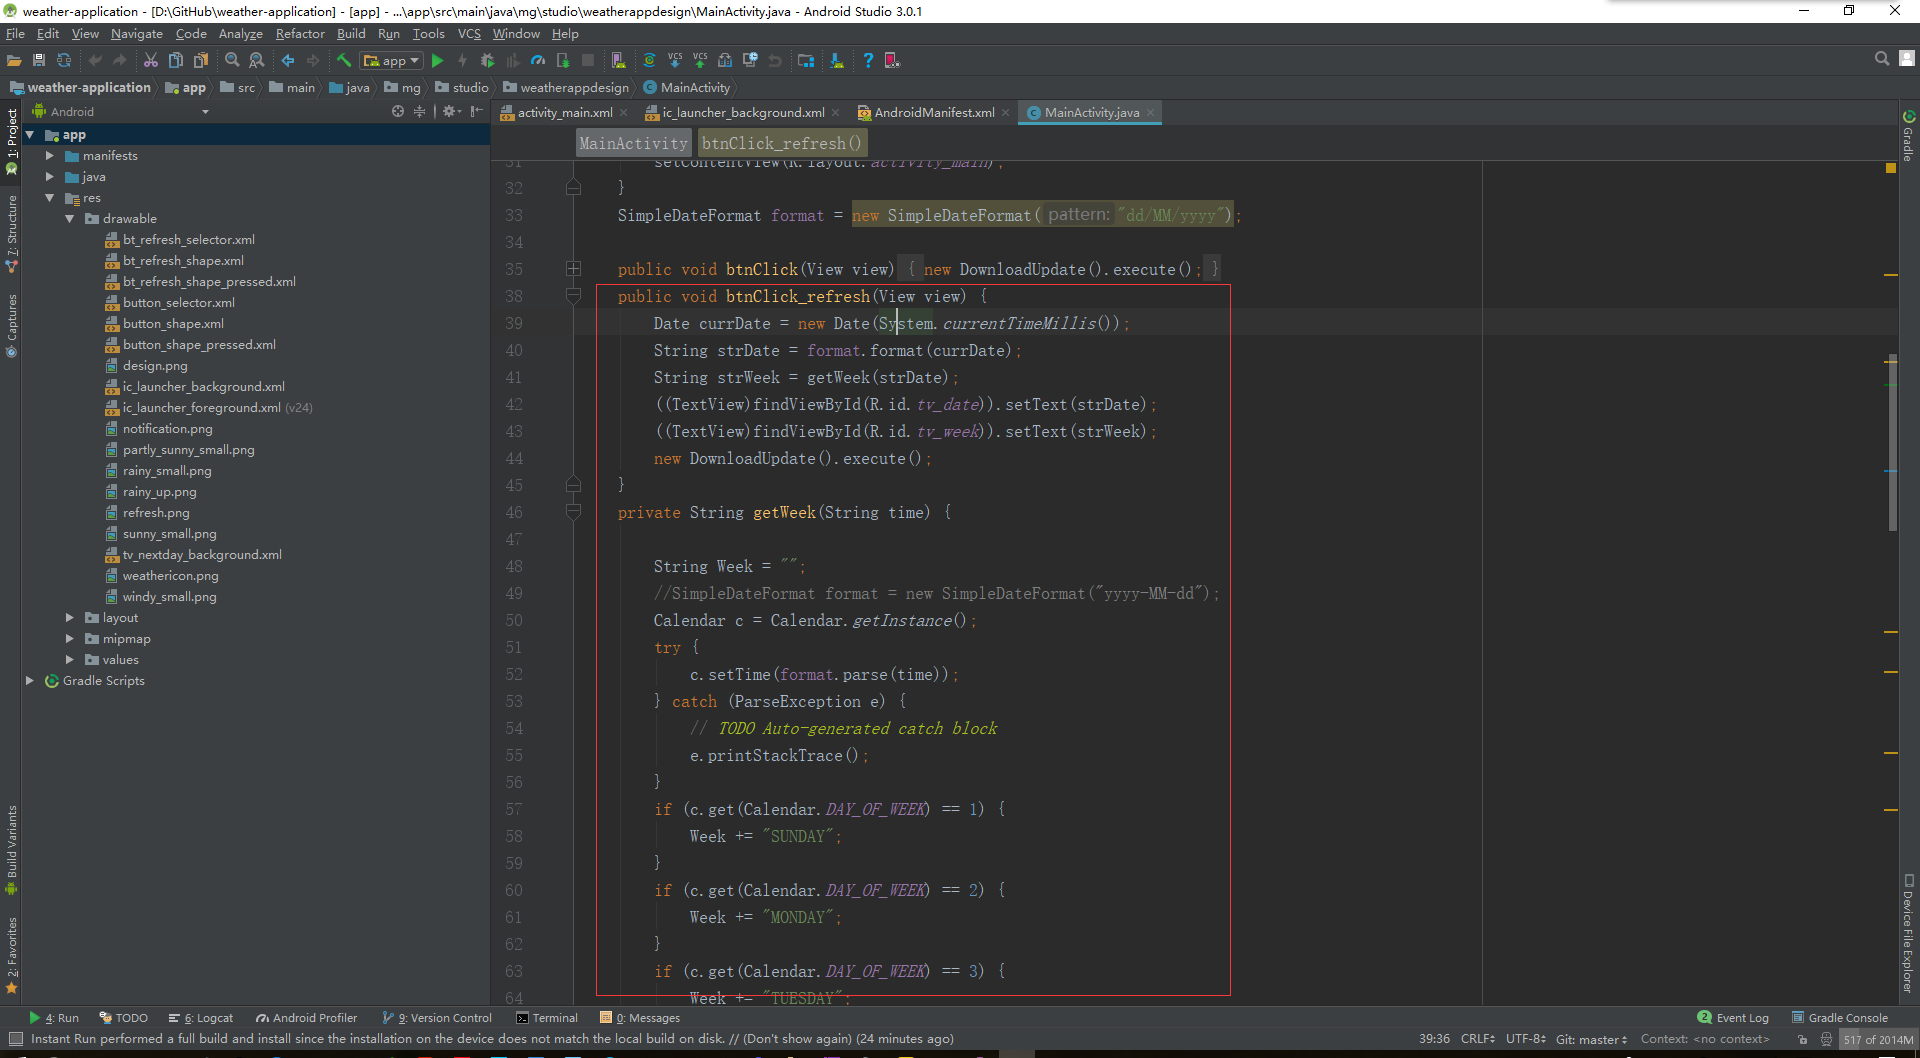 weather-application - [D:\GitHub\weather-application] - [app] - ...\app\src\main\java\mg\studio\weatherappdesign\MainActivity.java - Android Studio 3.0.1
File Edit View Navigate Code Analyze Refactor Build Run Tools VCS Window Help
app
weather-application app src main java mg studio weatherappdesign MainActivity
Android
activity_main.xml ic_launcher_background.xml AndroidManifest.xml MainActivity.java
MainActivity btnClick_refresh()
1: Project
7: Structure
Captures
Build Variants
2: Favorites
app
manifests
java
res
drawable
bt_refresh_selector.xml
bt_refresh_shape.xml
bt_refresh_shape_pressed.xml
button_selector.xml
button_shape.xml
button_shape_pressed.xml
design.png
ic_launcher_background.xml
ic_launcher_foreground.xml (v24)
notification.png
partly_sunny_small.png
rainy_small.png
rainy_up.png
refresh.png
sunny_small.png
tv_nextday_background.xml
weathericon.png
windy_small.png
layout
mipmap
values
Gradle Scripts
31 setContentView(R.layout.activity_main);
32 }
33 SimpleDateFormat format = new SimpleDateFormat( pattern: "dd/MM/yyyy");
34
35 public void btnClick(View view) { new DownloadUpdate().execute(); }
38 public void btnClick_refresh(View view) {
39 Date currDate = new Date(System.currentTimeMillis());
40 String strDate = format.format(currDate);
41 String strWeek = getWeek(strDate);
42 ((TextView)findViewById(R.id.tv_date)).setText(strDate);
43 ((TextView)findViewById(R.id.tv_week)).setText(strWeek);
44 new DownloadUpdate().execute();
45 }
46 private String getWeek(String time) {
47
48 String Week = "";
49 //SimpleDateFormat format = new SimpleDateFormat("yyyy-MM-dd");
50 Calendar c = Calendar.getInstance();
51 try {
52 c.setTime(format.parse(time));
53 } catch (ParseException e) {
54 // TODO Auto-generated catch block
55 e.printStackTrace();
56 }
57 if (c.get(Calendar.DAY_OF_WEEK) == 1) {
58 Week += "SUNDAY";
59 }
60 if (c.get(Calendar.DAY_OF_WEEK) == 2) {
61 Week += "MONDAY";
62 }
63 if (c.get(Calendar.DAY_OF_WEEK) == 3) {
64 Week += "TUESDAY";
Gradle
Device File Explorer
4: Run TODO 6: Logcat Android Profiler 9: Version Control Terminal 0: Messages 2 Event Log Gradle Console
Instant Run performed a full build and install since the installation on the device does not match the local build on disk. // (Don't show again) (24 minutes ago) 39:36 CRLF UTF-8 Git: master Context: <no context> 517 of 2014M